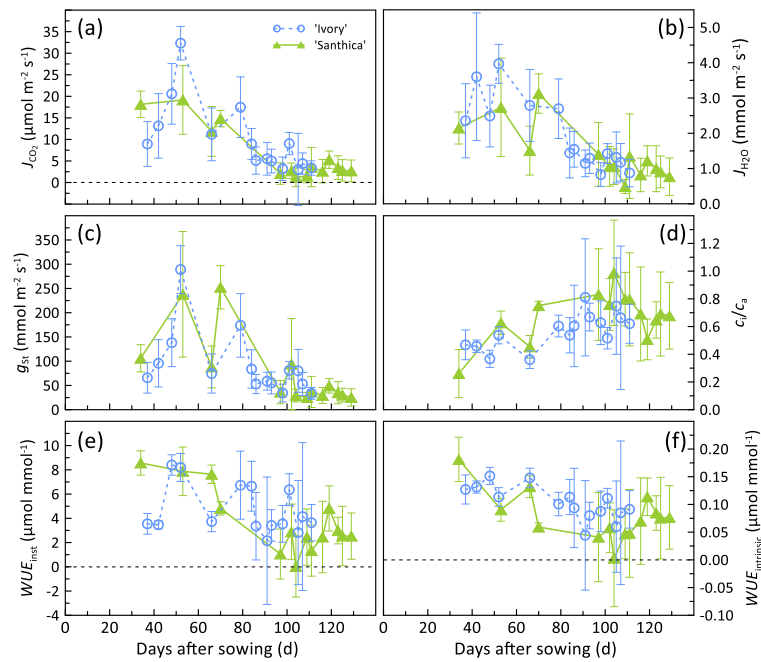 (a)
'Ivory'
'Santhica'
40
35
30
25
20
15
10
5
0
J_CO2 (µmol m⁻² s⁻¹)
(b)
5.0
4.0
3.0
2.0
1.0
0.0
J_H2O (mmol m⁻² s⁻¹)
(c)
350
300
250
200
150
100
50
0
g_St (mmol m⁻² s⁻¹)
(d)
1.2
1.0
0.8
0.6
0.4
0.2
0.0
c_i/c_a
(e)
10
8
6
4
2
0
-2
-4
WUE_inst (µmol mmol⁻¹)
(f)
0.20
0.15
0.10
0.05
0.00
-0.05
-0.10
WUE_intrinsic (µmol mmol⁻¹)
0 20 40 60 80 100 120
Days after sowing (d)
0 20 40 60 80 100 120
Days after sowing (d)